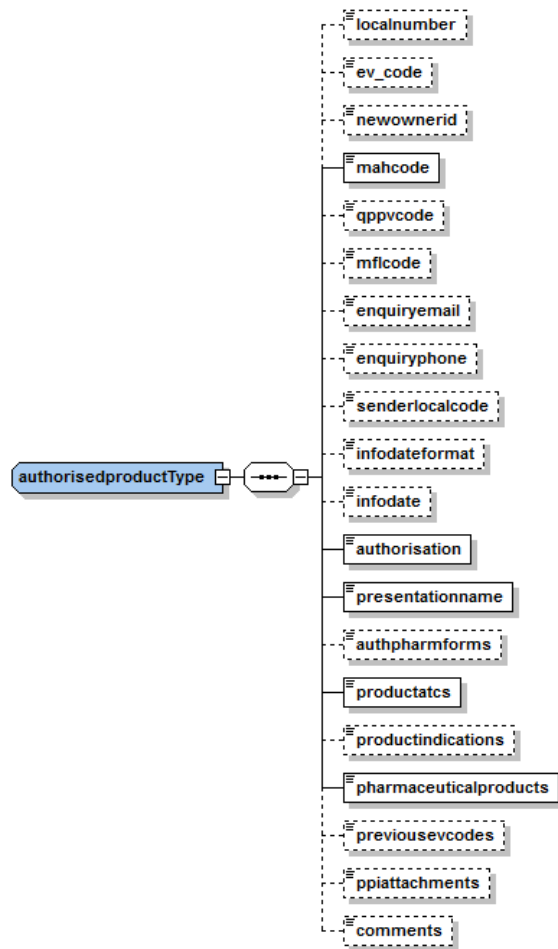 localnumber
ev_code
newownerid
mahcode
qppvcode
mflcode
enquiryemail
enquiryphone
senderlocalcode
infodateformat
authorisedproductType
infodate
authorisation
presentationname
authpharmforms
productatcs
productindications
pharmaceuticalproducts
previousevcodes
ppiattachments
comments